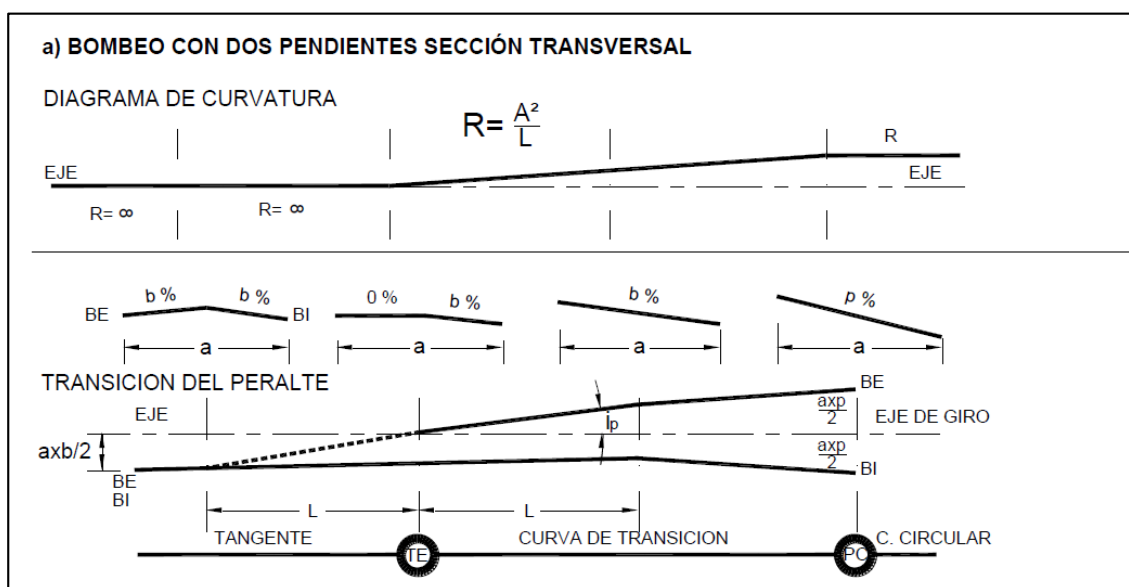 a) BOMBEO CON DOS PENDIENTES SECCIÓN TRANSVERSAL
DIAGRAMA DE CURVATURA
R= A²/L
R
EJE
EJE
R= ∞
R= ∞
b %
b %
0 %
b %
b %
p %
BE
BI
a
a
a
a
TRANSICION DEL PERALTE
BE
EJE
axp/2
EJE DE GIRO
ip
axb/2
axp/2
BI
BE
BI
L
L
TANGENTE
CURVA DE TRANSICION
C. CIRCULAR
TE
PC